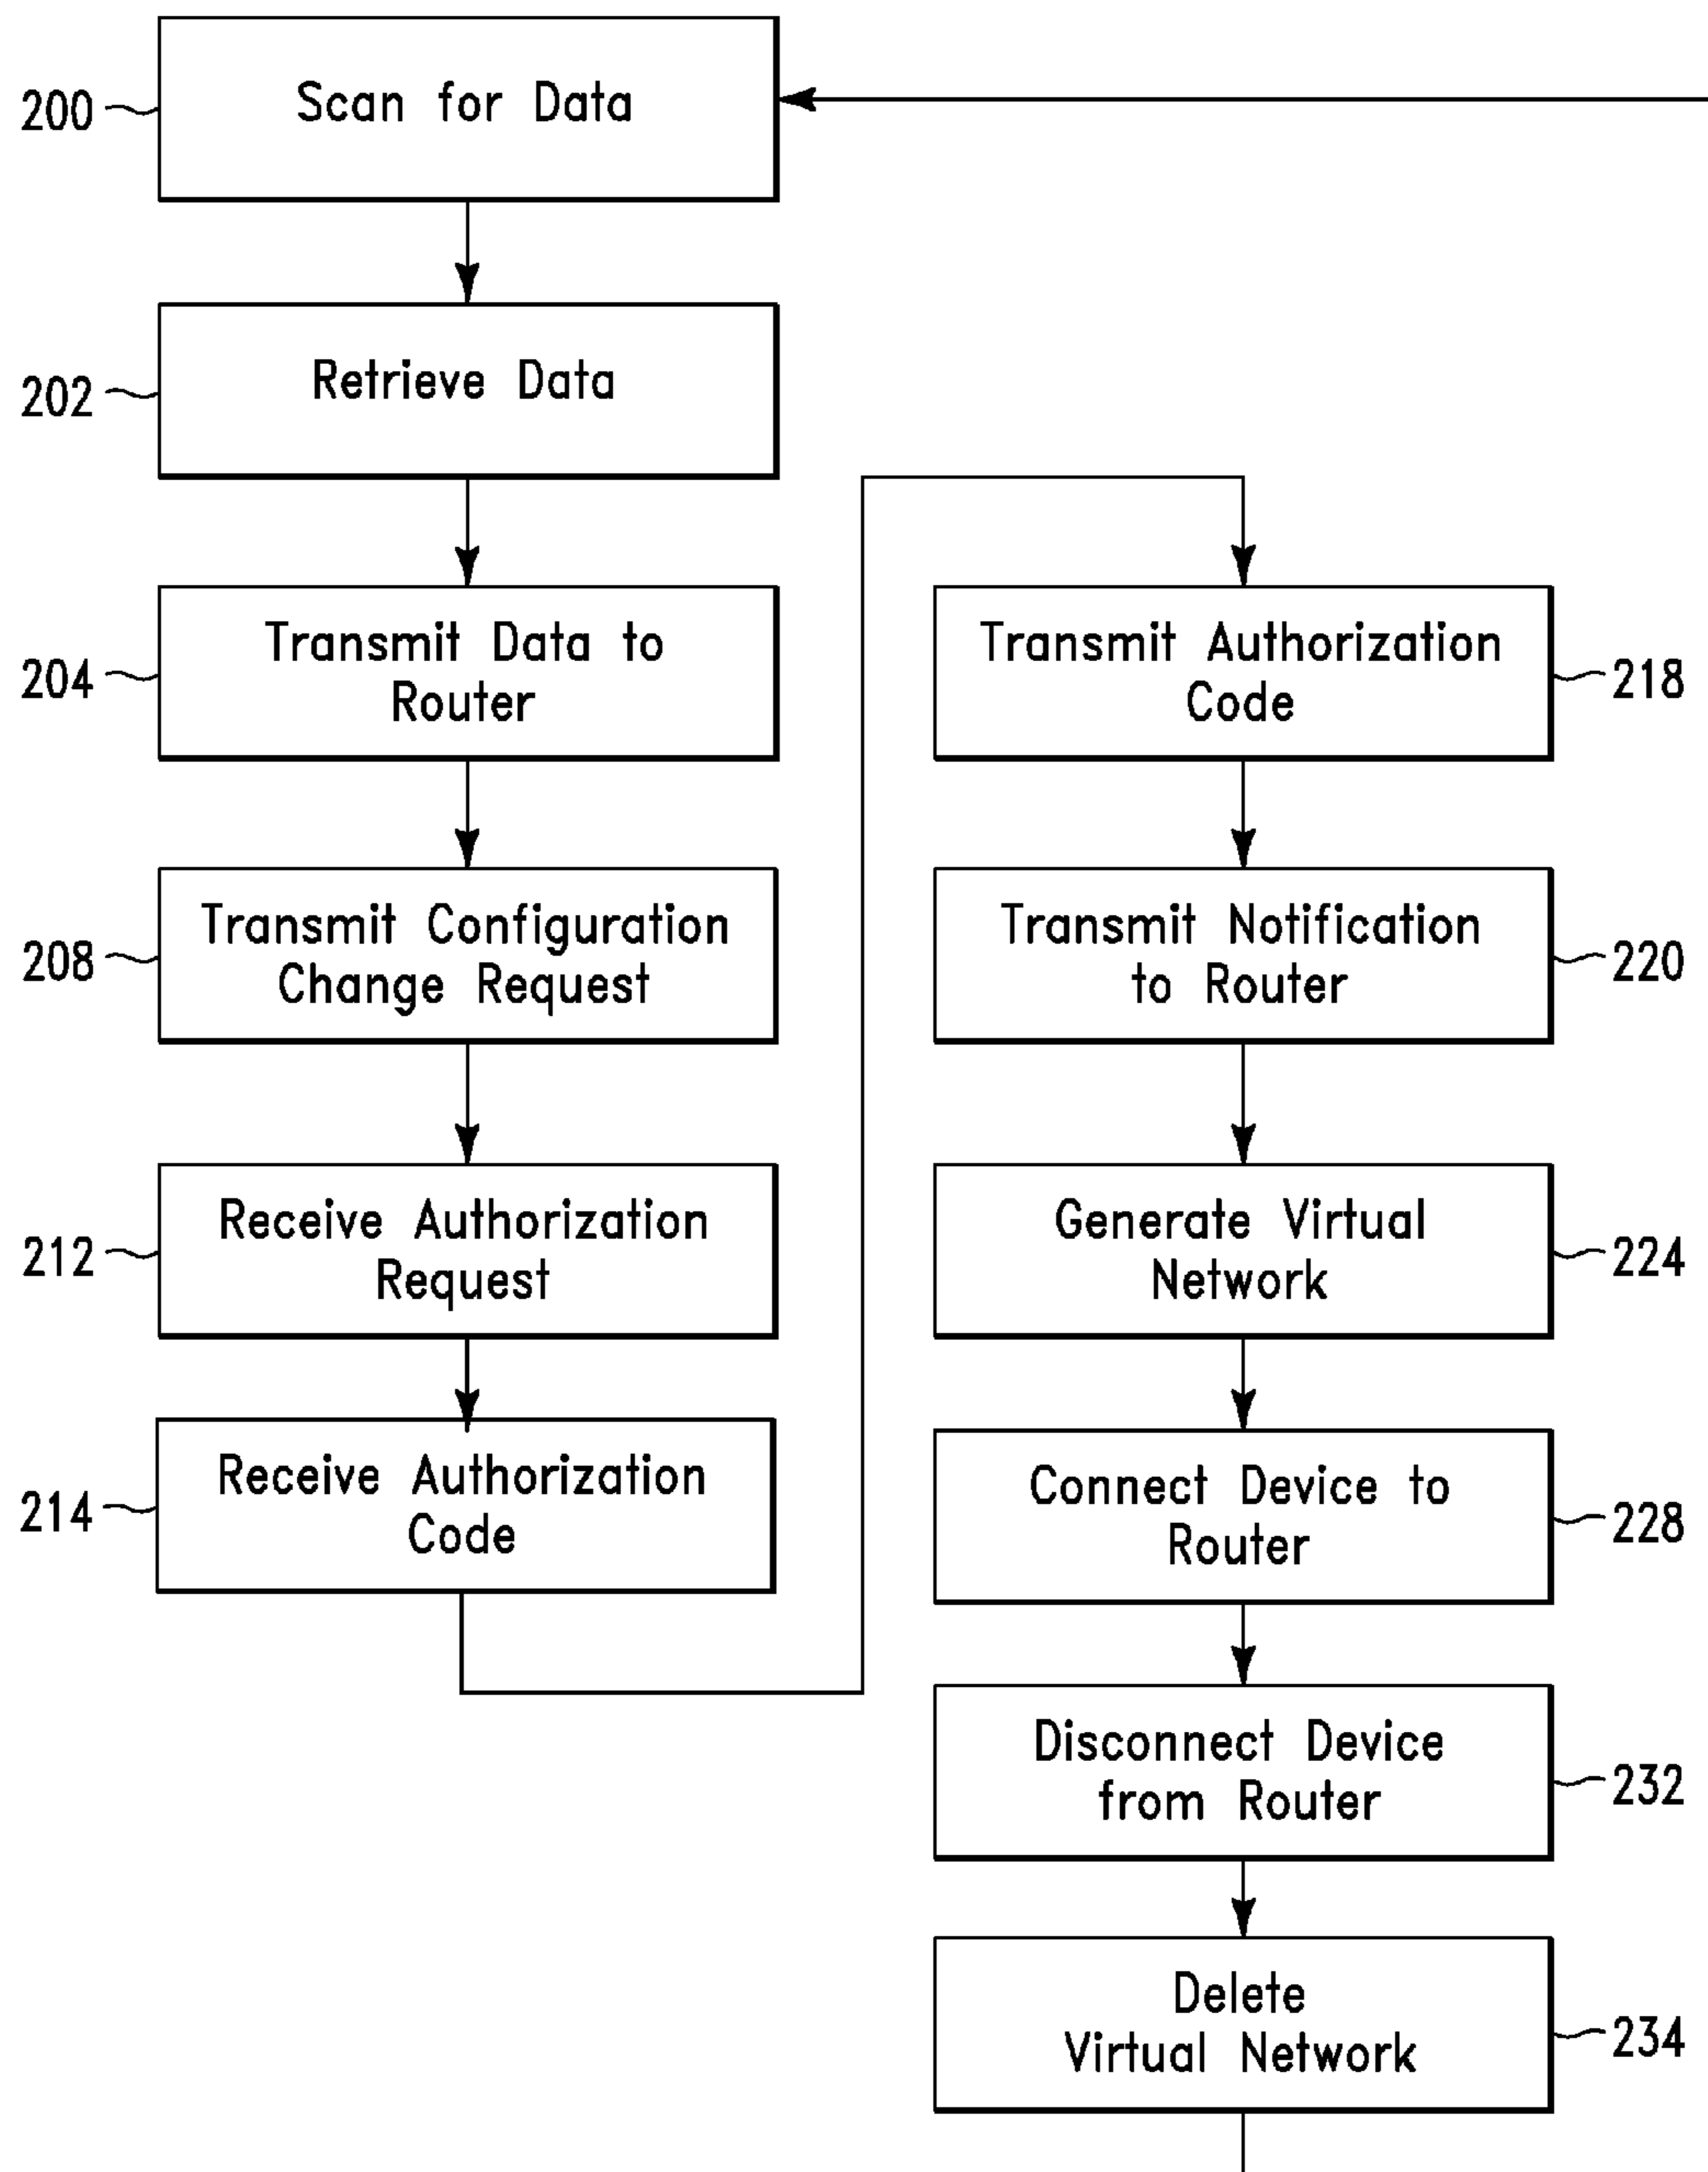 200
Scan for Data
202
Retrieve Data
204
Transmit Data to
Router
208
Transmit Configuration
Change Request
212
Receive Authorization
Request
214
Receive Authorization
Code
Transmit Authorization
Code
218
Transmit Notification
to Router
220
Generate Virtual
Network
224
Connect Device to
Router
228
Disconnect Device
from Router
232
Delete
Virtual Network
234